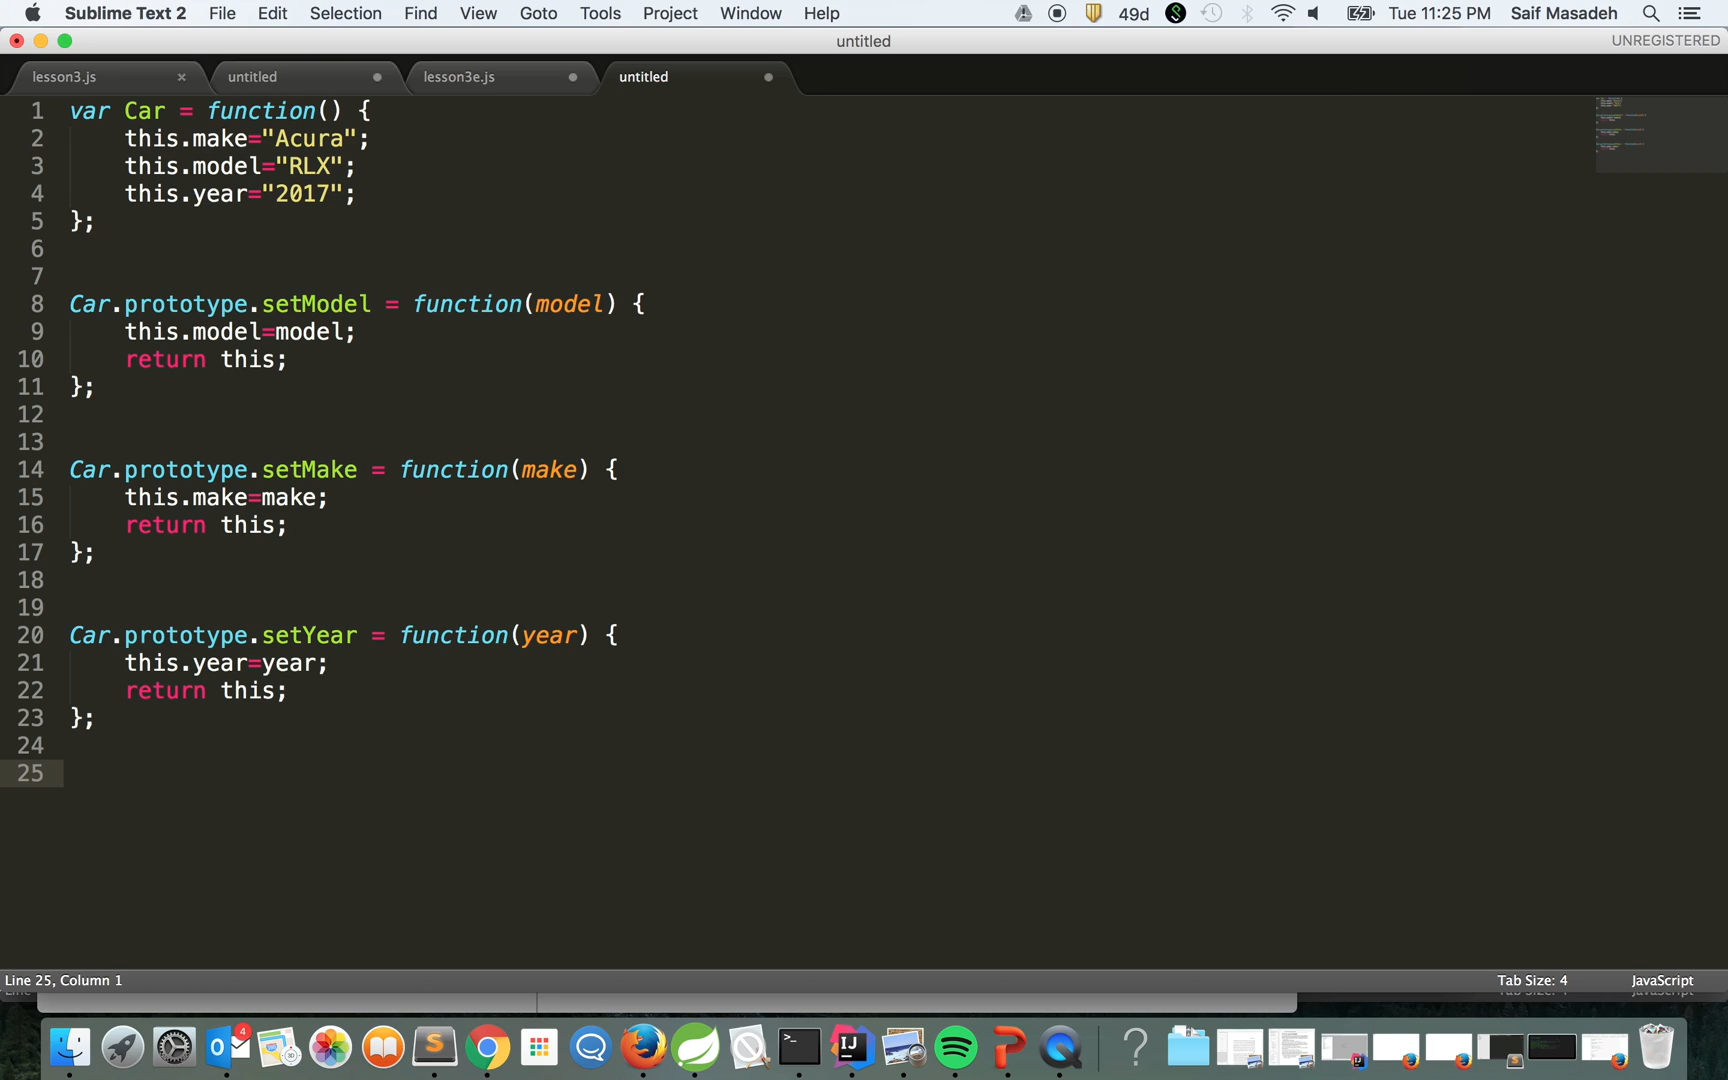 Sublime Text 2 File Edit Selection Find View Goto Tools Project Window Help 49d Tue 11:25 PM Saif Masadeh
untitled UNREGISTERED
lesson3.js untitled lesson3e.js untitled
1 var Car = function() {
2 this.make="Acura";
3 this.model="RLX";
4 this.year="2017";
5 };
6
7
8 Car.prototype.setModel = function(model) {
9 this.model=model;
10 return this;
11 };
12
13
14 Car.prototype.setMake = function(make) {
15 this.make=make;
16 return this;
17 };
18
19
20 Car.prototype.setYear = function(year) {
21 this.year=year;
22 return this;
23 };
24
25
Line 25, Column 1 Tab Size: 4 JavaScript
4